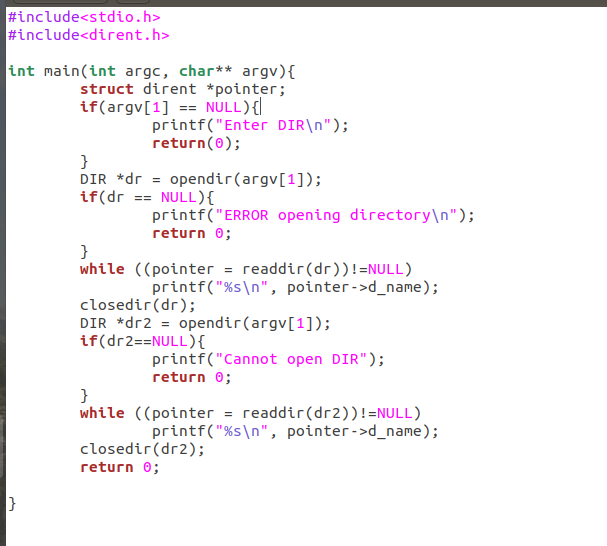 #include<stdio.h>
#include<dirent.h>

int main(int argc, char** argv){
        struct dirent *pointer;
        if(argv[1] == NULL){
                printf("Enter DIR\n");
                return(0);
        }
        DIR *dr = opendir(argv[1]);
        if(dr == NULL){
                printf("ERROR opening directory\n");
                return 0;
        }
        while ((pointer = readdir(dr))!=NULL)
                printf("%s\n", pointer->d_name);
        closedir(dr);
        DIR *dr2 = opendir(argv[1]);
        if(dr2==NULL){
                printf("Cannot open DIR");
                return 0;
        }
        while ((pointer = readdir(dr2))!=NULL)
                printf("%s\n", pointer->d_name);
        closedir(dr2);
        return 0;

}